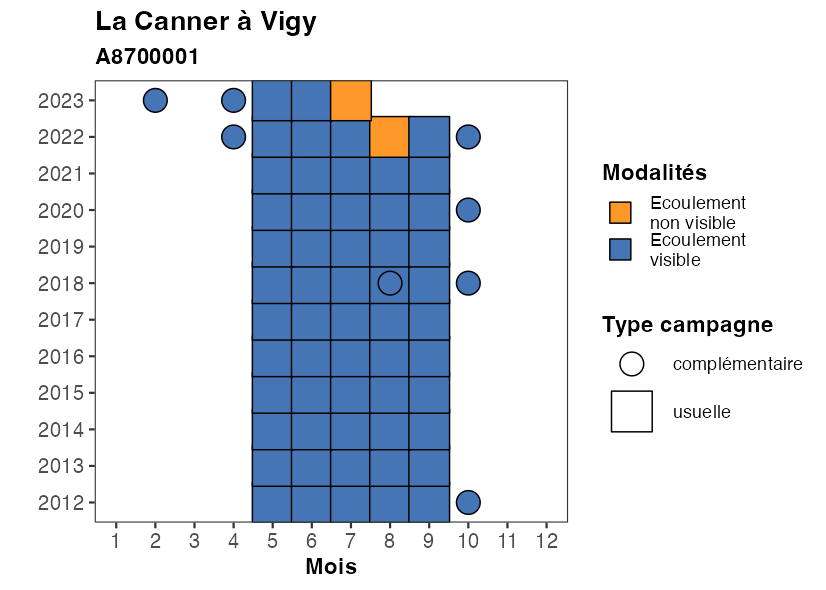 La Canner à Vigy
A8700001
2023
2022
2021
2020
2019
2018
2017
2016
2015
2014
2013
2012
1 2 3 4 5 6 7 8 9 10 11 12
Mois
Modalités
Ecoulement
non visible
Ecoulement
visible
Type campagne
complémentaire
usuelle